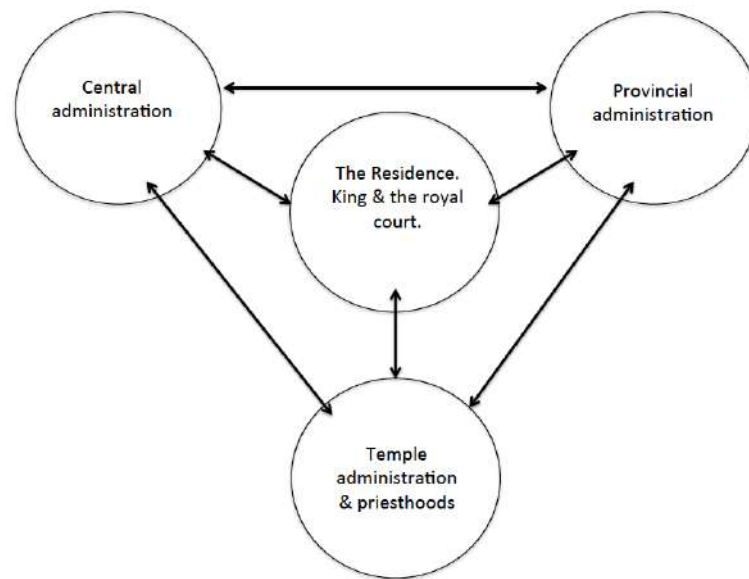 Central
administration
Provincial
administration
The Residence.
King & the royal
court.
Temple
administration
& priesthoods